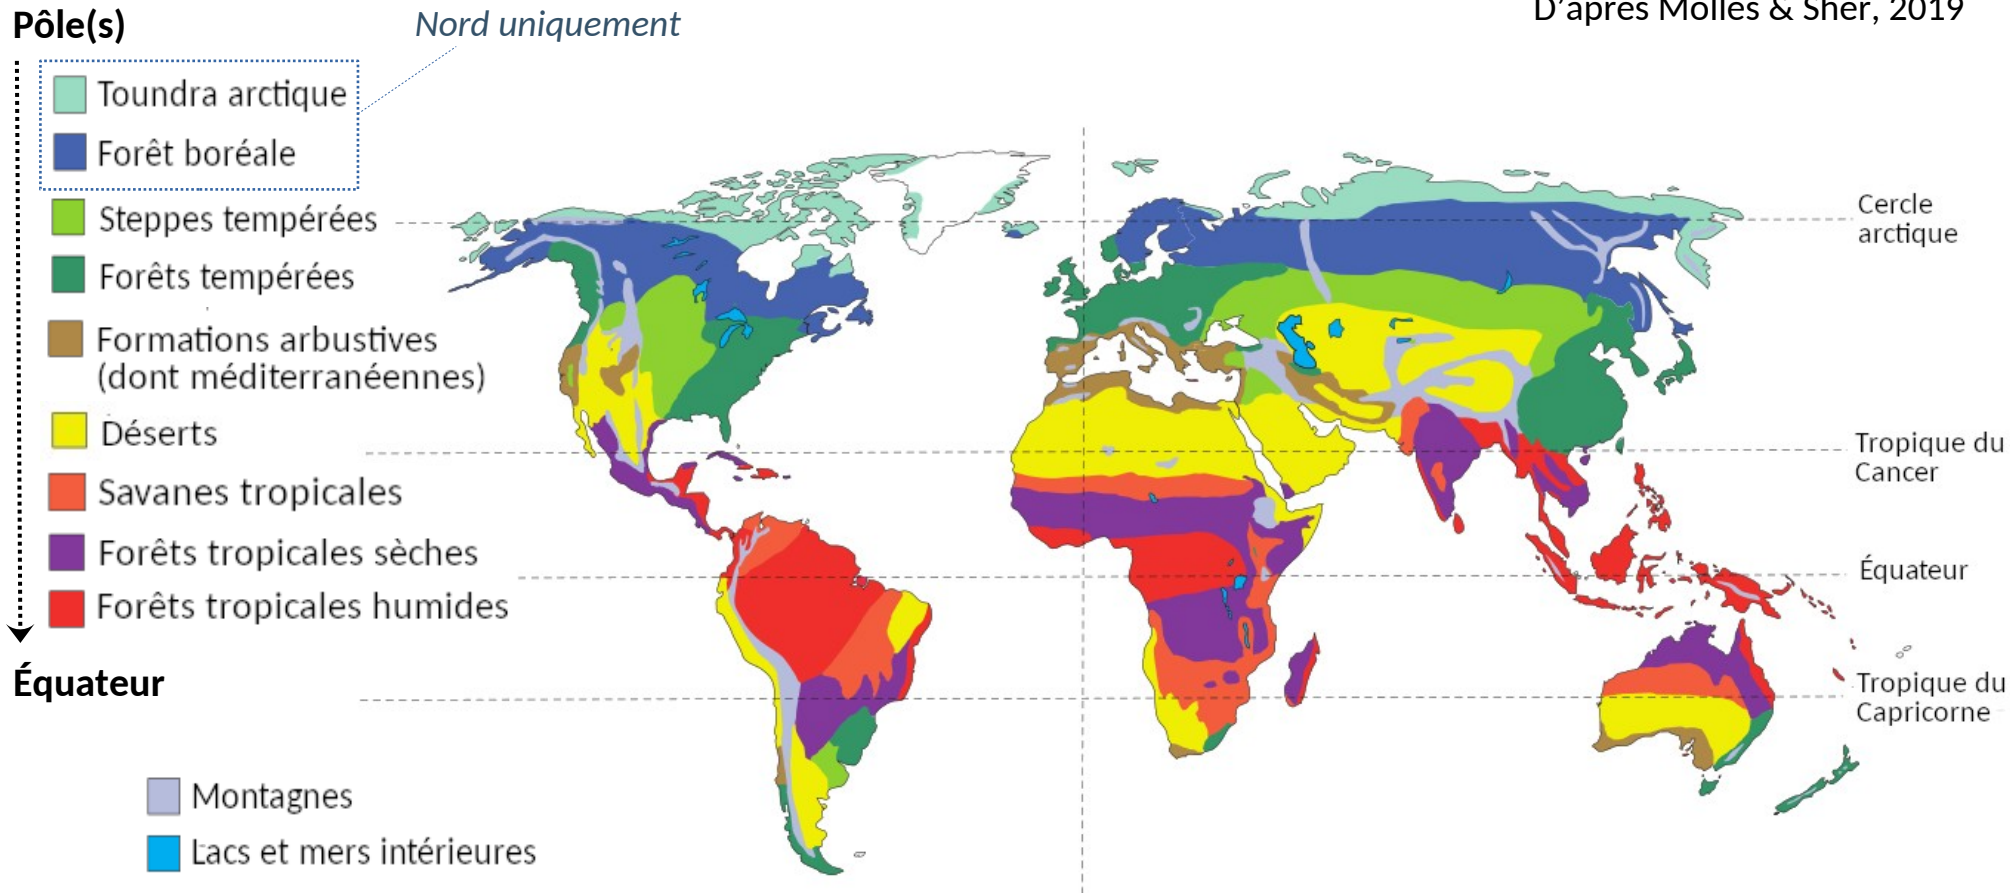 Pôle(s)
Nord uniquement
D'après Molles & Sher, 2019
Toundra arctique
Forêt boréale
Steppes tempérées
Forêts tempérées
Formations arbustives
(dont méditerranéennes)
Déserts
Savanes tropicales
Forêts tropicales sèches
Forêts tropicales humides
Équateur
Montagnes
Lacs et mers intérieures
Cercle
arctique
Tropique du
Cancer
Équateur
Tropique du
Capricorne